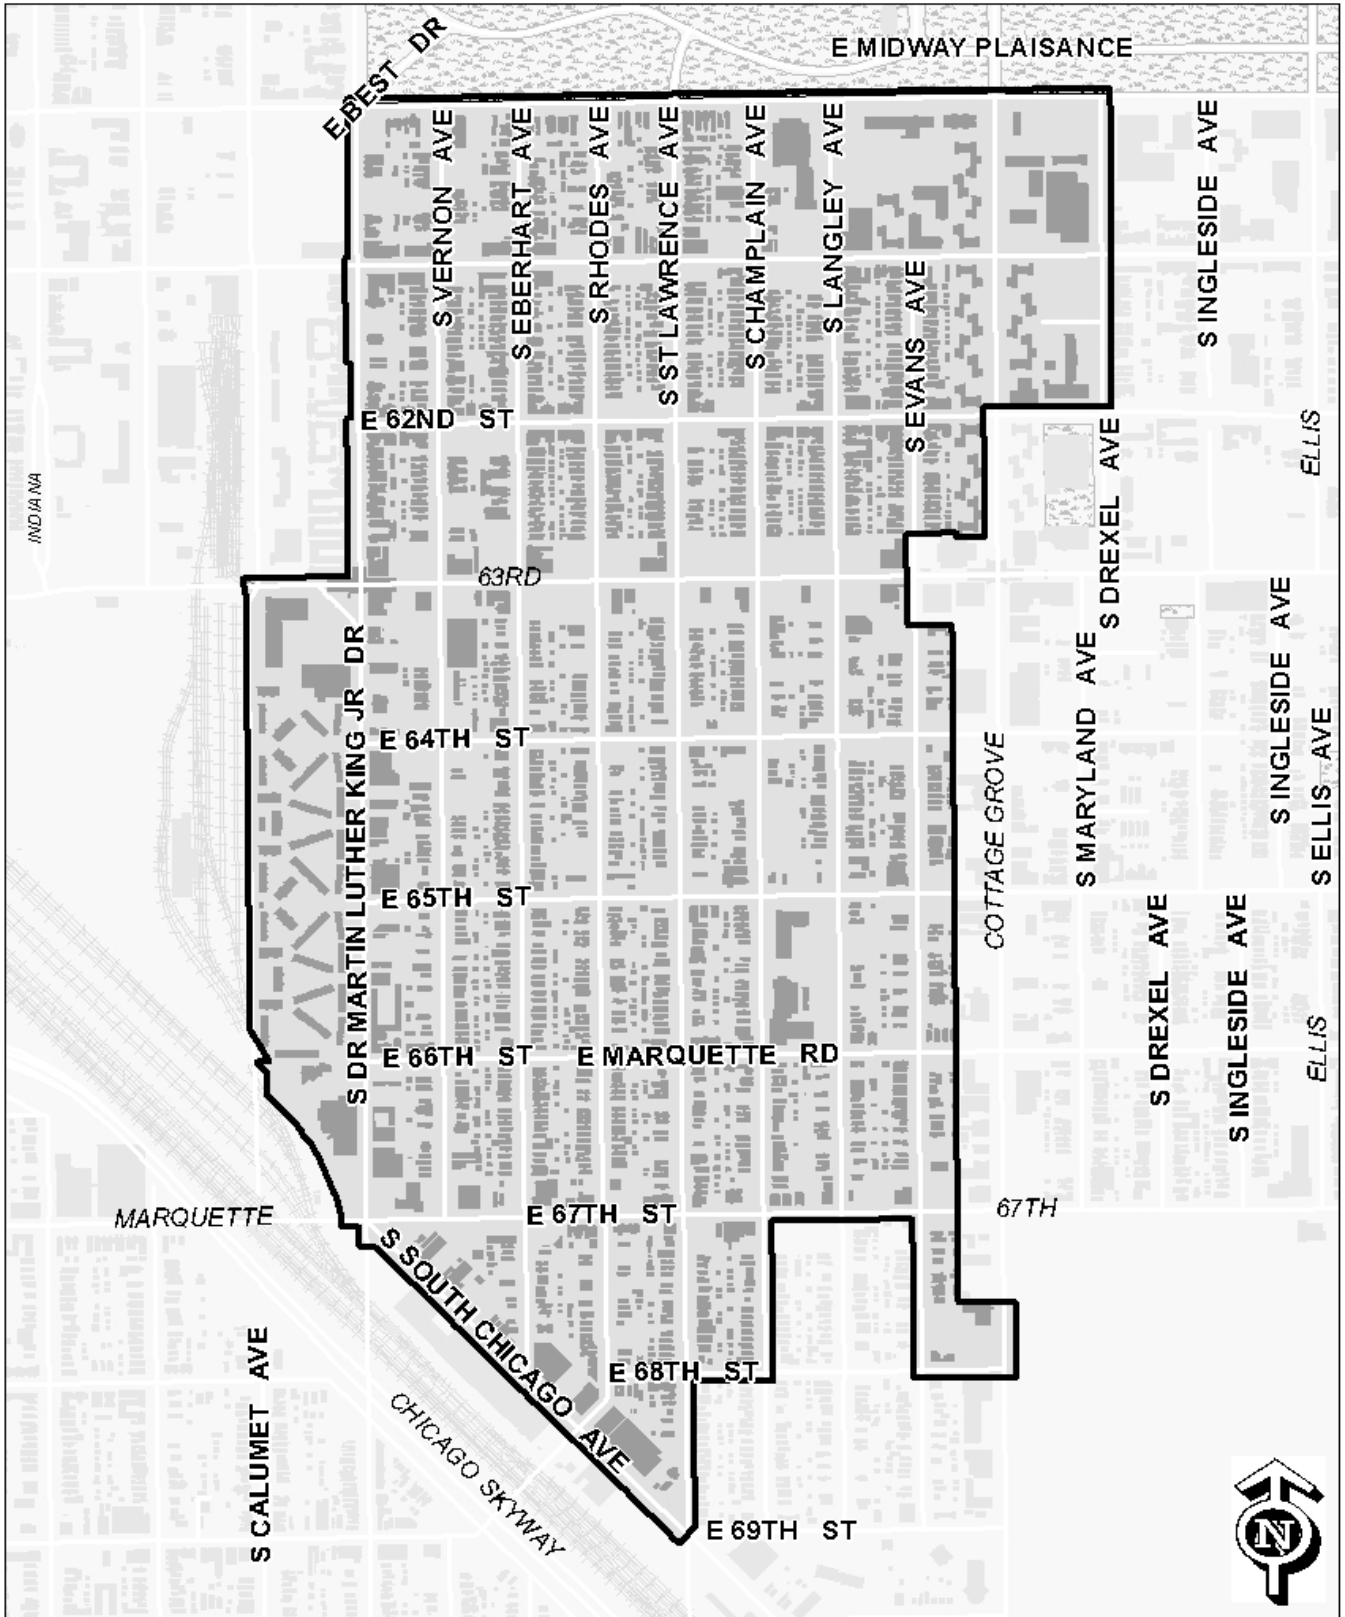 E MIDWAY PLAISANCE
E BEST DR
S VERNON AVE
S EBERHART AVE
S RHODES AVE
S ST LAWRENCE AVE
S CHAMPLAIN AVE
S LANGLEY AVE
S EVANS AVE
S INGLESIDE AVE
E 62ND ST
ELLIS
INDIANA
S DREXEL AVE
63RD
S DR MARTIN LUTHER KING JR DR
E 64TH ST
COTTAGE GROVE
S MARYLAND AVE
S INGLESIDE AVE
S ELLIS AVE
E 65TH ST
S DREXEL AVE
S INGLESIDE AVE
E 66TH ST
E MARQUETTE RD
ELLIS
MARQUETTE
E 67TH ST
67TH
S SOUTH CHICAGO AVE
E 68TH ST
S CALUMET AVE
CHICAGO SKYWAY
E 69TH ST
N